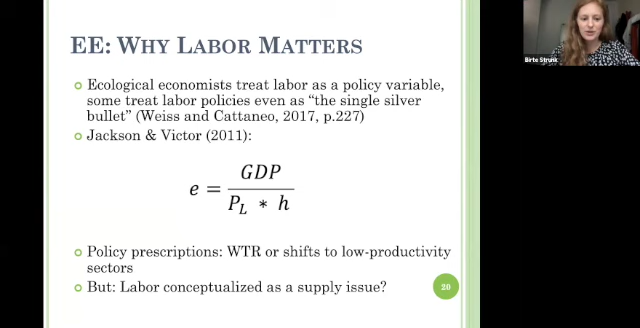 EE: WHY LABOR MATTERS
Birte Strunk
Ecological economists treat labor as a policy variable,
some treat labor policies even as “the single silver
bullet” (Weiss and Cattaneo, 2017, p.227)
Jackson & Victor (2011):
e = GDP / P_L * h
Policy prescriptions: WTR or shifts to low-productivity
sectors
But: Labor conceptualized as a supply issue?
20